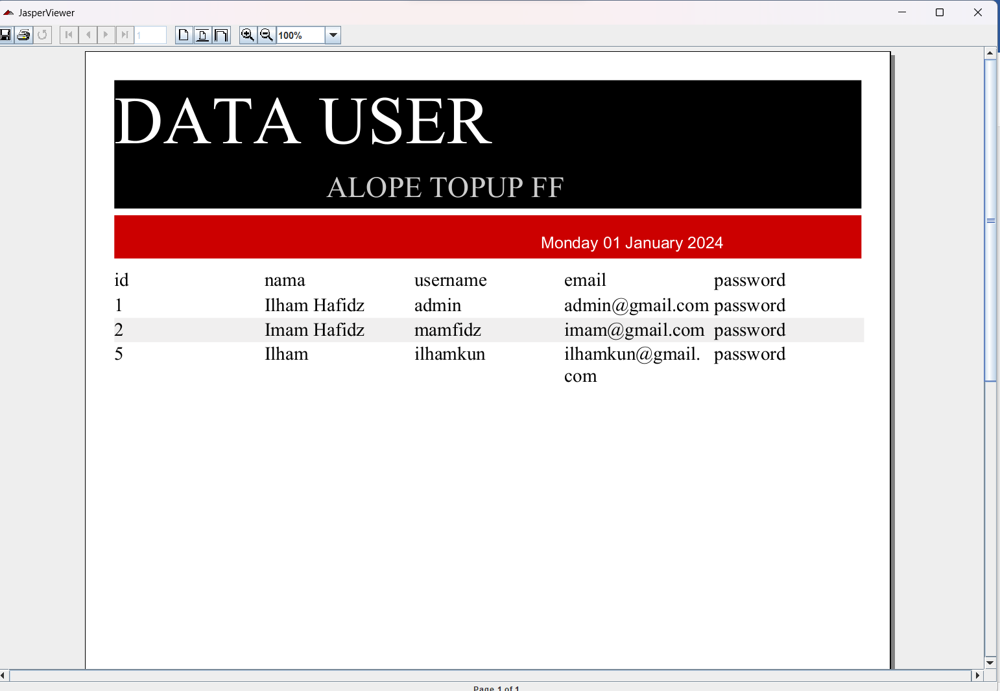 JasperViewer
1
100%
DATA USER
ALOPE TOPUP FF
Monday 01 January 2024
id nama username email password
1 Ilham Hafidz admin admin@gmail.com password
2 Imam Hafidz mamfidz imam@gmail.com password
5 Ilham ilhamkun ilhamkun@gmail. password
com
Page 1 of 1